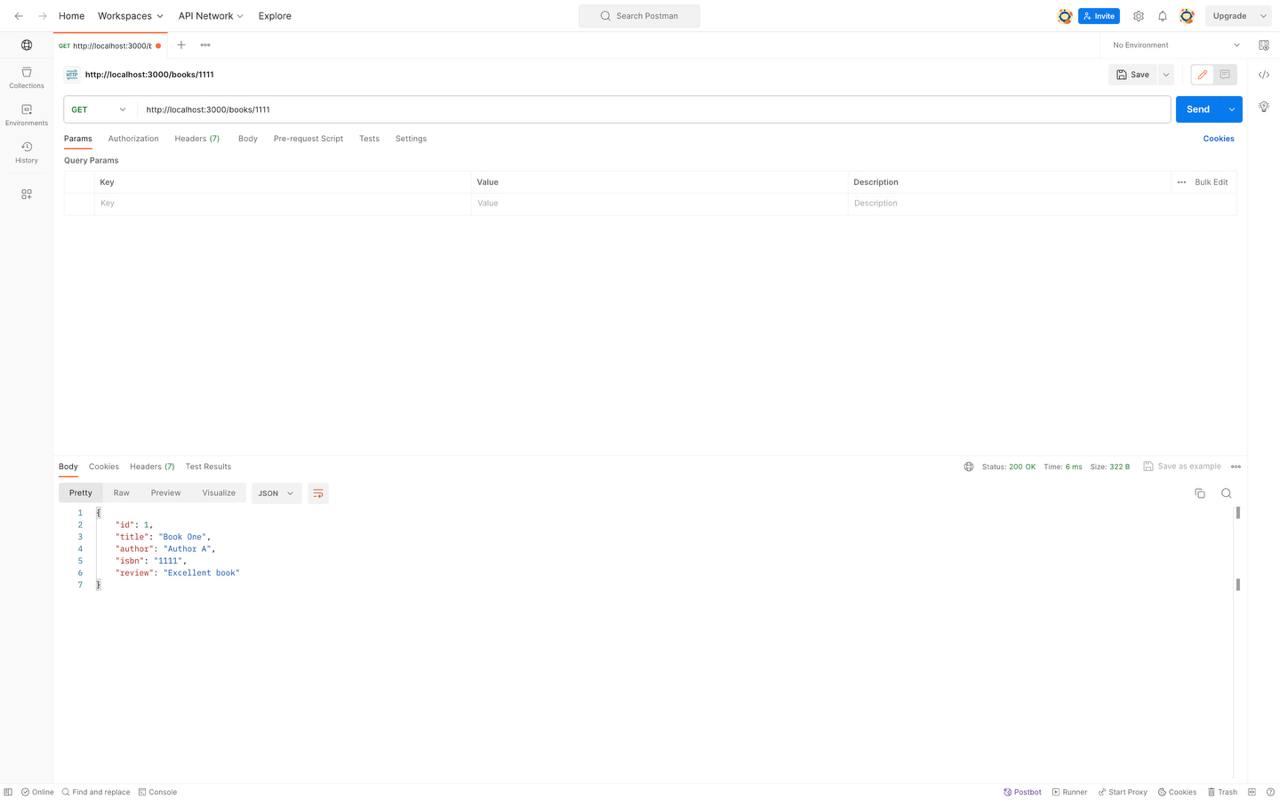 Home Workspaces API Network Explore Search Postman Invite Upgrade
GET http://localhost:3000/b No Environment
http://localhost:3000/books/1111 Save
GET http://localhost:3000/books/1111 Send
Params Authorization Headers (7) Body Pre-request Script Tests Settings Cookies
Query Params
Key Value Description Bulk Edit
Key Value Description
Collections
Environments
History
Body Cookies Headers (7) Test Results Status: 200 OK Time: 6 ms Size: 322 B Save as example
Pretty Raw Preview Visualize JSON
1 {
2 "id": 1,
3 "title": "Book One",
4 "author": "Author A",
5 "isbn": "1111",
6 "review": "Excellent book"
7 }
Online Find and replace Console Postbot Runner Start Proxy Cookies Trash